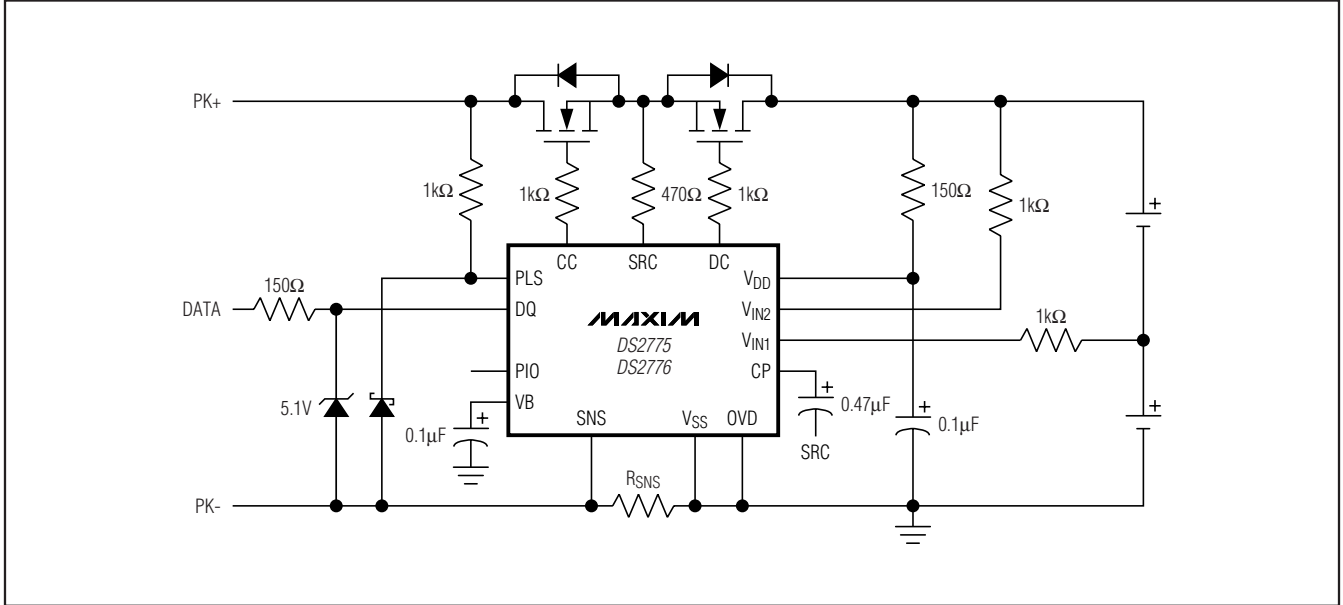 PK+
1kΩ
1kΩ
470Ω
1kΩ
150Ω
1kΩ
CC
SRC
DC
PLS
VDD
150Ω
DATA
DQ
VIN2
MAXIM
1kΩ
VIN1
DS2775
DS2776
PIO
CP
+
+
5.1V
VB
+
0.47µF
+
+
0.1µF
SNS
VSS
OVD
0.1µF
SRC
RSNS
PK-